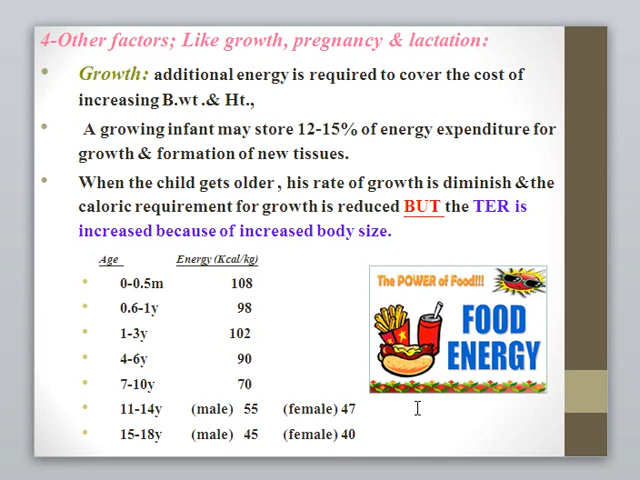 4-Other factors; Like growth, pregnancy & lactation:
• Growth: additional energy is required to cover the cost of
increasing B.wt .& Ht.,
• A growing infant may store 12-15% of energy expenditure for
growth & formation of new tissues.
• When the child gets older , his rate of growth is diminish &the
caloric requirement for growth is reduced BUT the TER is
increased because of increased body size.
Age Energy (Kcal/kg)
• 0-0.5m 108
• 0.6-1y 98
• 1-3y 102
• 4-6y 90
• 7-10y 70
• 11-14y (male) 55 (female) 47
• 15-18y (male) 45 (female) 40
The POWER of Food!!!
FOOD
ENERGY